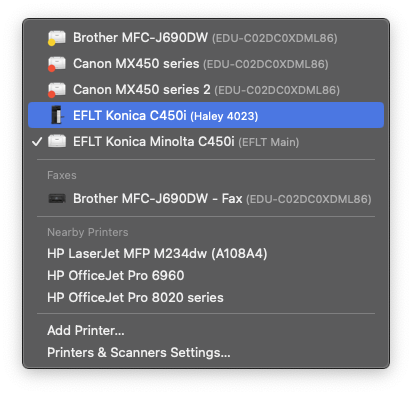 Brother MFC-J690DW (EDU-C02DC0XDML86)
Canon MX450 series (EDU-C02DC0XDML86)
Canon MX450 series 2 (EDU-C02DC0XDML86)
EFLT Konica C450i (Haley 4023)
✓ EFLT Konica Minolta C450i (EFLT Main)
Faxes
Brother MFC-J690DW - Fax (EDU-C02DC0XDML86)
Nearby Printers
HP LaserJet MFP M234dw (A108A4)
HP OfficeJet Pro 6960
HP OfficeJet Pro 8020 series
Add Printer...
Printers & Scanners Settings...